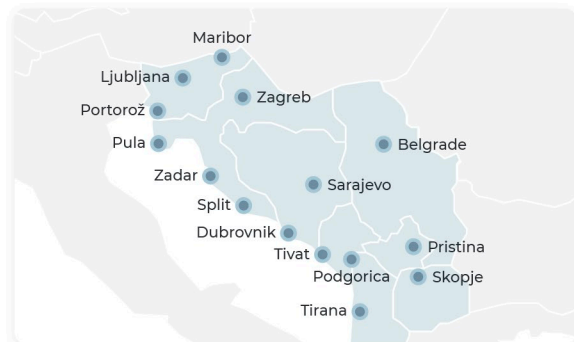 Maribor
Ljubljana
Zagreb
Portorož
Pula
Belgrade
Zadar
Sarajevo
Split
Dubrovnik
Pristina
Tivat
Podgorica
Skopje
Tirana